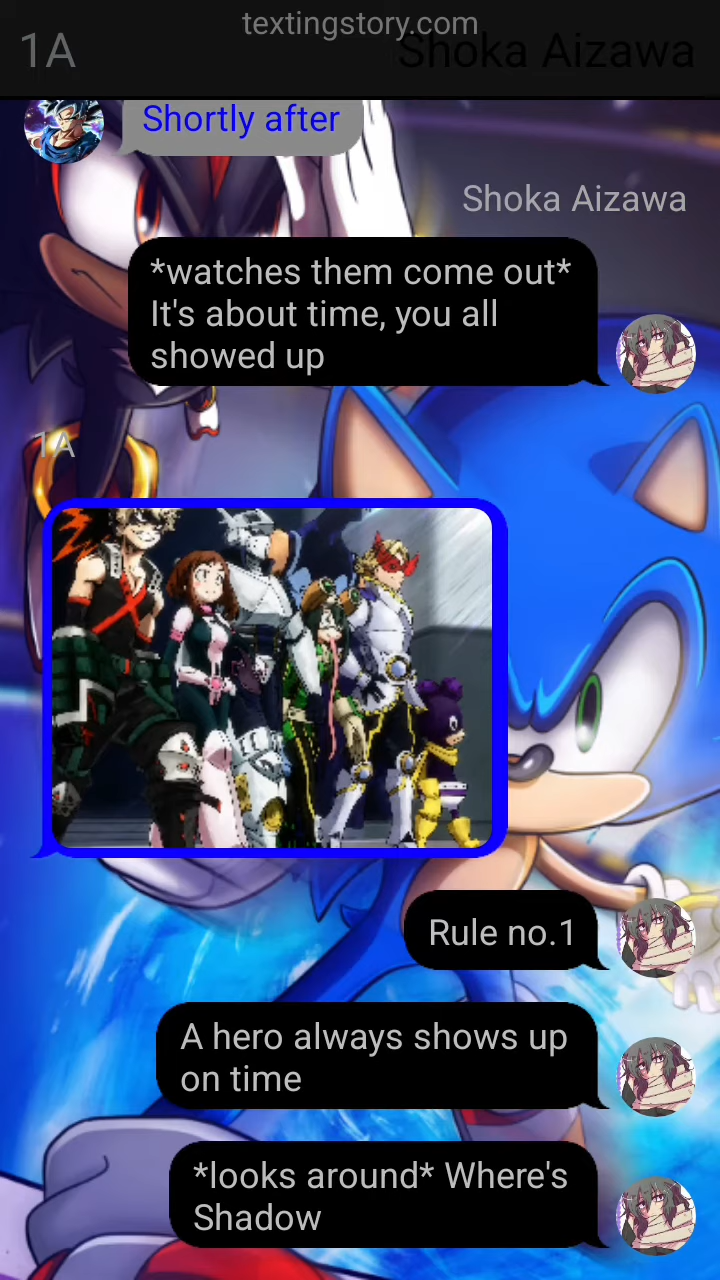 textingstory.com
1A
Shoka Aizawa
Shortly after
Shoka Aizawa
*watches them come out*
It's about time, you all
showed up
1A
Rule no.1
A hero always shows up
on time
*looks around* Where's
Shadow